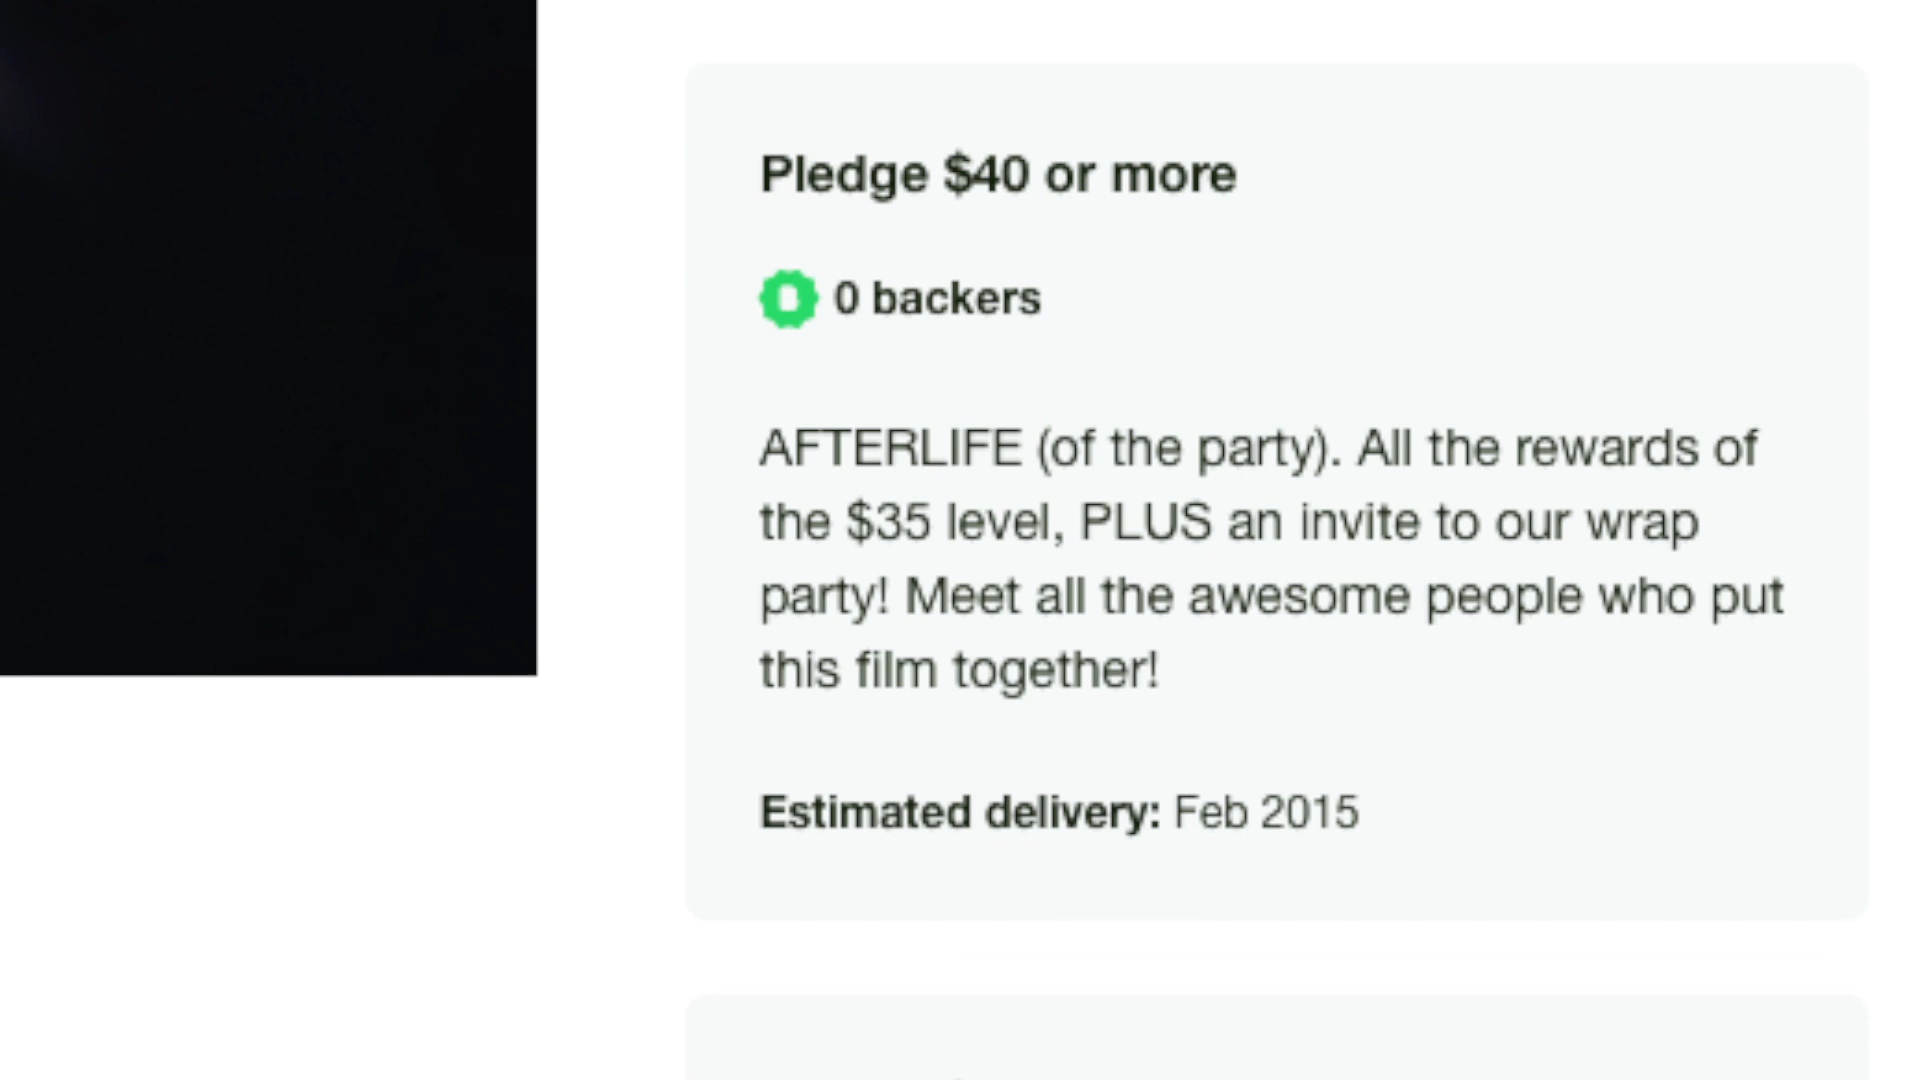 Pledge $40 or more
0 backers
AFTERLIFE (of the party). All the rewards of
the $35 level, PLUS an invite to our wrap
party! Meet all the awesome people who put
this film together!
Estimated delivery: Feb 2015